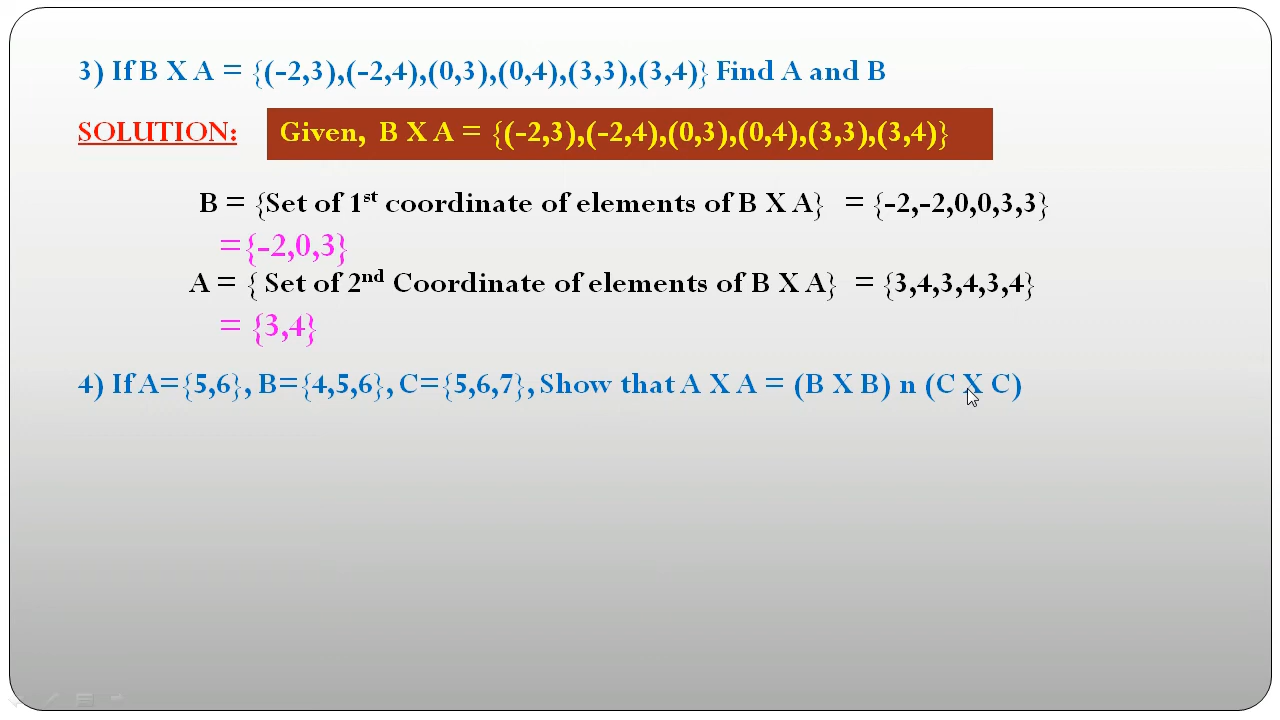 3) If B X A = {(-2,3),(-2,4),(0,3),(0,4),(3,3),(3,4)} Find A and B
SOLUTION: Given, B X A = {(-2,3),(-2,4),(0,3),(0,4),(3,3),(3,4)}
B = {Set of 1st coordinate of elements of B X A} = {-2,-2,0,0,3,3}
={-2,0,3}
A = { Set of 2nd Coordinate of elements of B X A} = {3,4,3,4,3,4}
= {3,4}
4) If A={5,6}, B={4,5,6}, C={5,6,7}, Show that A X A = (B X B) n (C X C)